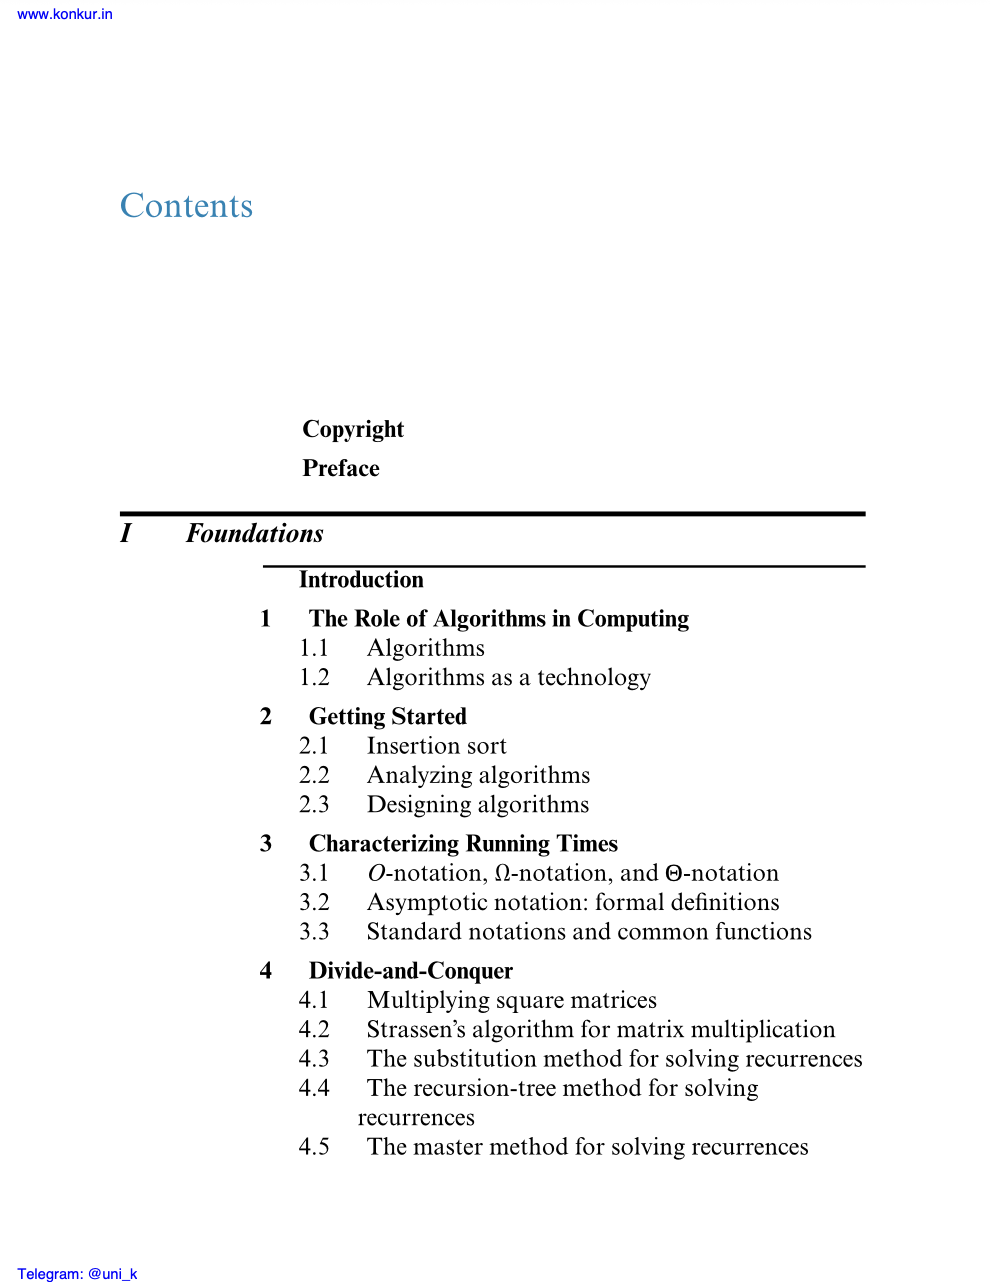 www.konkur.in
Contents
Copyright
Preface
I Foundations
Introduction
1 The Role of Algorithms in Computing
1.1 Algorithms
1.2 Algorithms as a technology
2 Getting Started
2.1 Insertion sort
2.2 Analyzing algorithms
2.3 Designing algorithms
3 Characterizing Running Times
3.1 O-notation, Ω-notation, and Θ-notation
3.2 Asymptotic notation: formal definitions
3.3 Standard notations and common functions
4 Divide-and-Conquer
4.1 Multiplying square matrices
4.2 Strassen’s algorithm for matrix multiplication
4.3 The substitution method for solving recurrences
4.4 The recursion-tree method for solving
recurrences
4.5 The master method for solving recurrences
Telegram: @uni_k